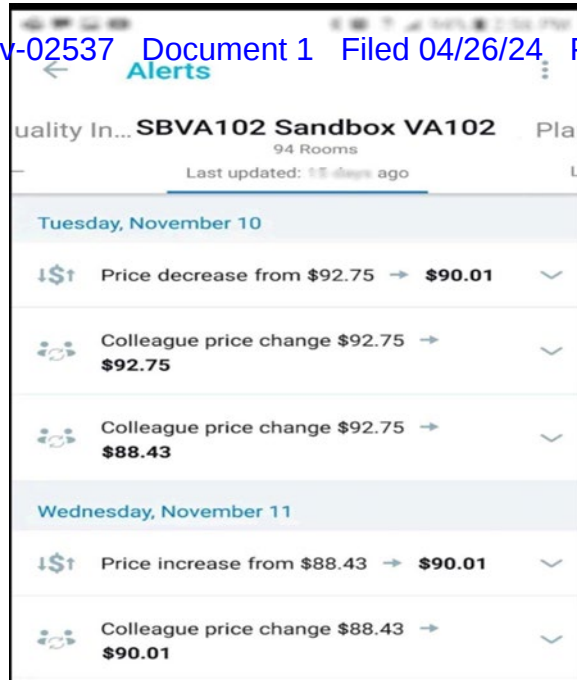 v-02537 Document 1 Filed 04/26/24
Alerts
uality In... SBVA102 Sandbox VA102 Pla
94 Rooms
Last updated: days ago
Tuesday, November 10
↓$↑ Price decrease from $92.75 → $90.01
Colleague price change $92.75 →
$92.75
Colleague price change $92.75 →
$88.43
Wednesday, November 11
↓$↑ Price increase from $88.43 → $90.01
Colleague price change $88.43 →
$90.01